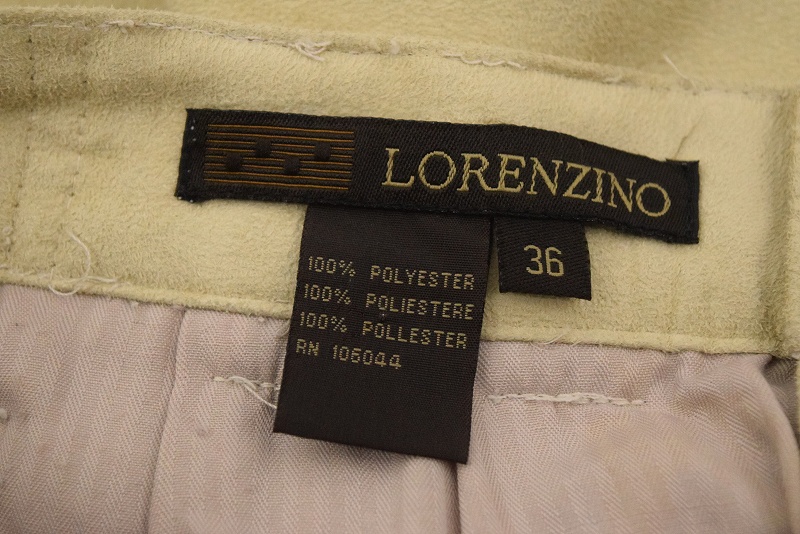 LORENZINO
36
100% POLYESTER
100% POLIESTERE
100% POLLESTER
RN 106044